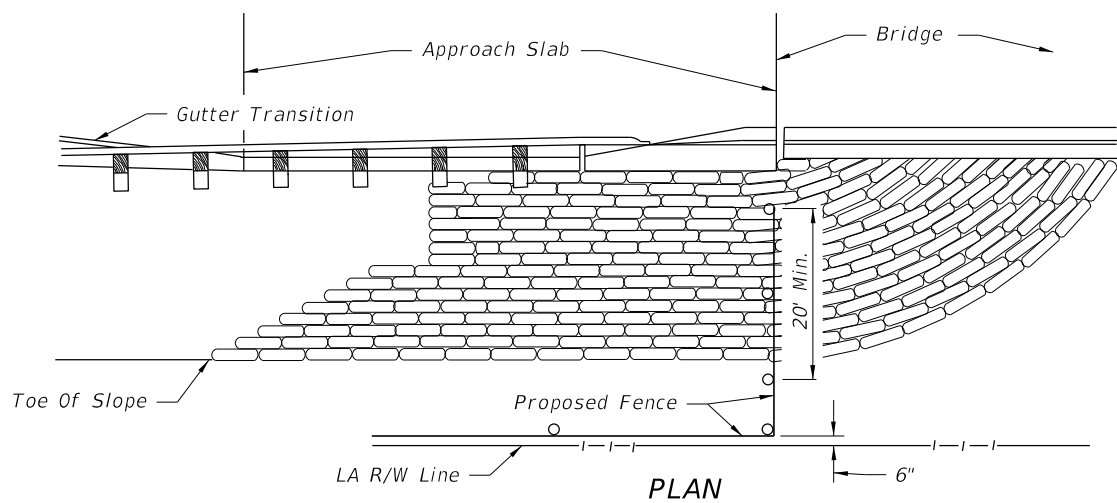 Approach Slab
Bridge
Gutter Transition
20' Min.
Toe Of Slope
Proposed Fence
LA R/W Line
6"
PLAN